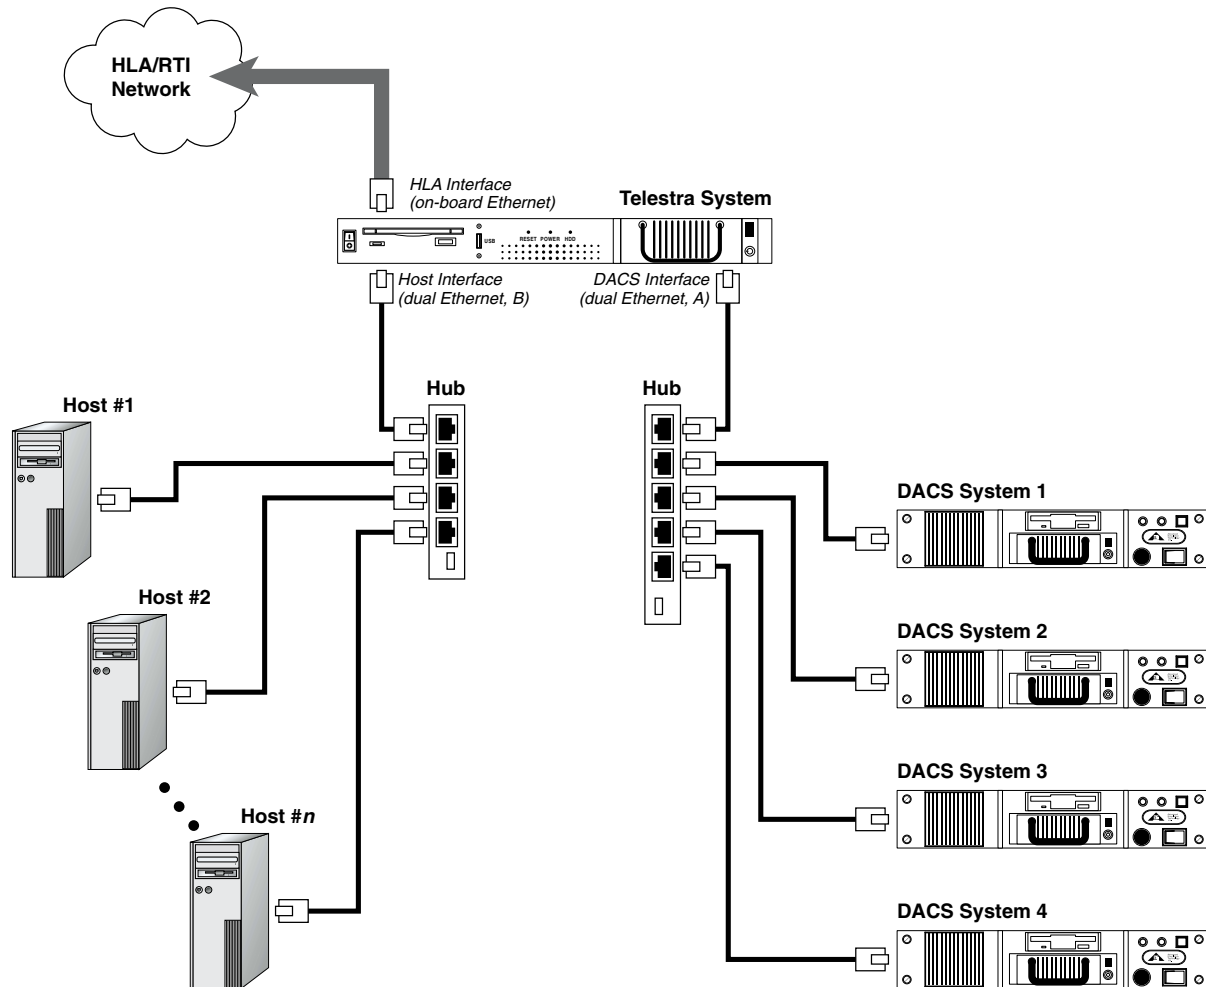 HLA/RTI
Network
HLA Interface
(on-board Ethernet)
Telestra System
USB
RESET POWER HDD
Host Interface
(dual Ethernet, B)
DACS Interface
(dual Ethernet, A)
Hub
Hub
Host #1
DACS System 1
Host #2
DACS System 2
DACS System 3
Host #n
DACS System 4